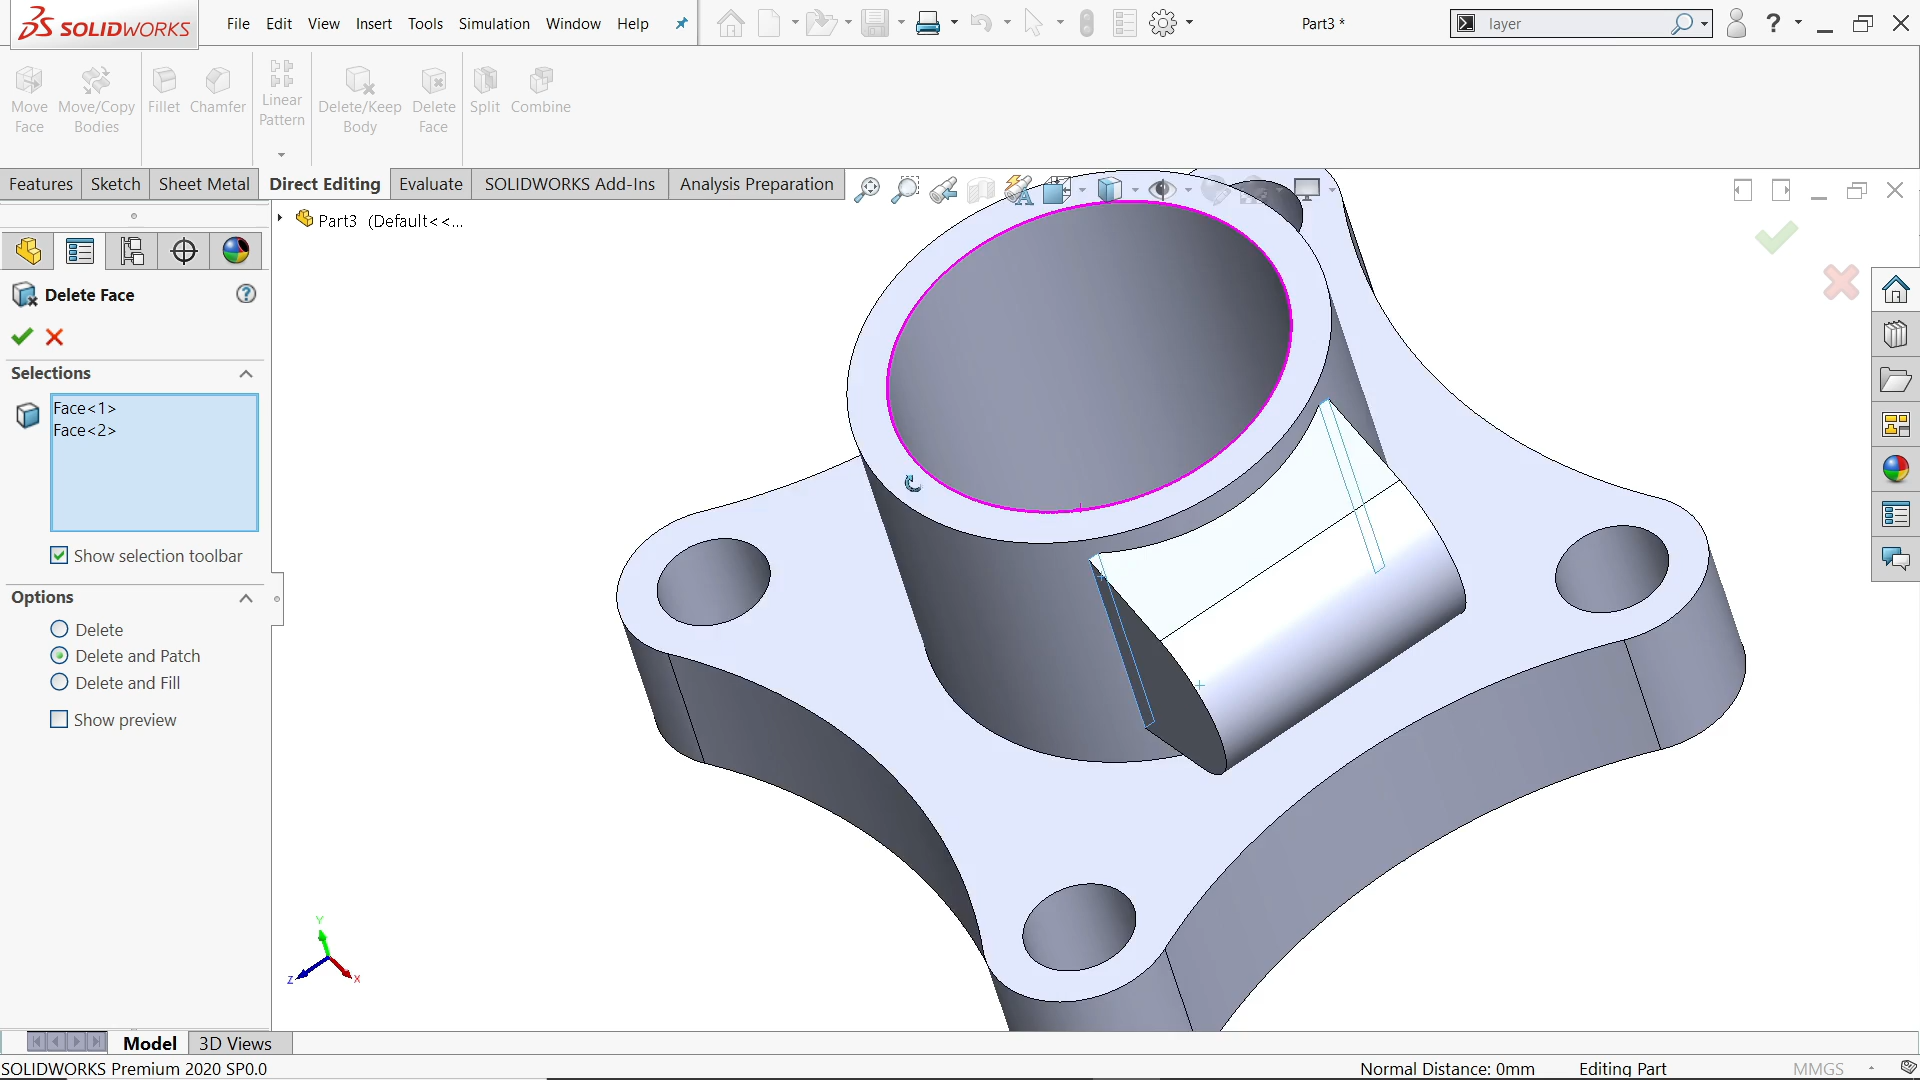 SOLIDWORKS File Edit View Insert Tools Simulation Window Help Part3 * layer ?
Move Face Move/Copy Bodies Fillet Chamfer Linear Pattern Delete/Keep Body Delete Face Split Combine
Features Sketch Sheet Metal Direct Editing Evaluate SOLIDWORKS Add-Ins Analysis Preparation
Part3 (Default<<...
Delete Face ?
Selections
Face<1>
Face<2>
Show selection toolbar
Options
Delete
Delete and Patch
Delete and Fill
Show preview
Y
Z X
Model 3D Views
SOLIDWORKS Premium 2020 SP0.0 Normal Distance: 0mm Editing Part MMGS